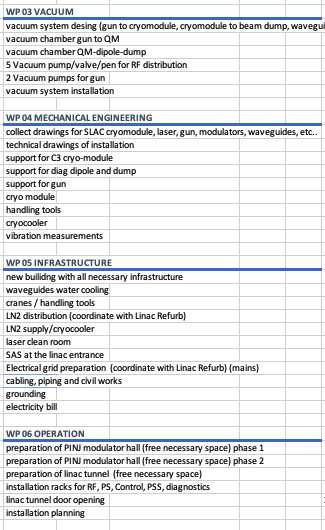 WP 03 VACUUM
vacuum system desing (gun to cryomodule, cryomodule to beam dump, wavegui
vacuum chamber gun to QM
vacuum chamber QM-dipole-dump
5 Vacuum pump/valve/pen for RF distribution
2 Vacuum pumps for gun
vacuum system installation
WP 04 MECHANICAL ENGINEERING
collect drawings for SLAC cryomodule, laser, gun, modulators, waveguides, etc..
technical drawings of installation
support for C3 cryo-module
support for diag dipole and dump
support for gun
cryo module
handling tools
cryocooler
vibration measurements
WP 05 INFRASTRUCTURE
new builidng with all necessary infrastructure
waveguides water cooling
cranes / handling tools
LN2 distribution (coordinate with Linac Refurb)
LN2 supply/cryocooler
laser clean room
SAS at the linac entrance
Electrical grid preparation (coordinate with Linac Refurb) (mains)
cabling, piping and civil works
grounding
electricity bill
WP 06 OPERATION
preparation of PINJ modulator hall (free necessary space) phase 1
preparation of PINJ modulator hall (free necessary space) phase 2
preparation of linac tunnel (free necessary space)
installation racks for RF, PS, Control, PSS, diagnostics
linac tunnel door opening
installation planning